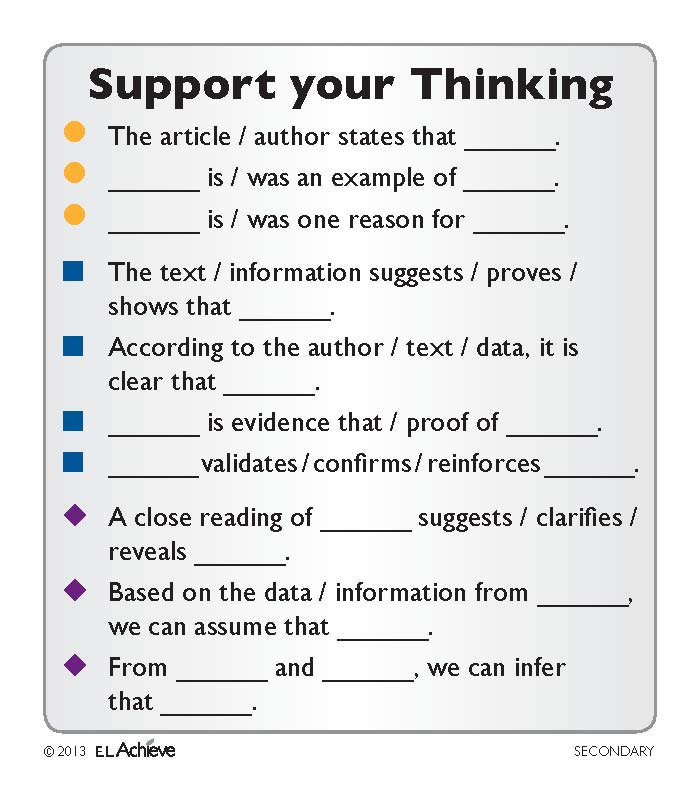 Support your Thinking
The article / author states that _______.
_______ is / was an example of _______.
_______ is / was one reason for _______.
The text / information suggests / proves /
shows that _______.
According to the author / text / data, it is
clear that _______.
_______ is evidence that / proof of _______.
_______ validates / confirms / reinforces _______.
A close reading of _______ suggests / clarifies /
reveals _______.
Based on the data / information from _______,
we can assume that _______.
From _______ and _______, we can infer
that _______.
© 2013 E.L. Achieve SECONDARY